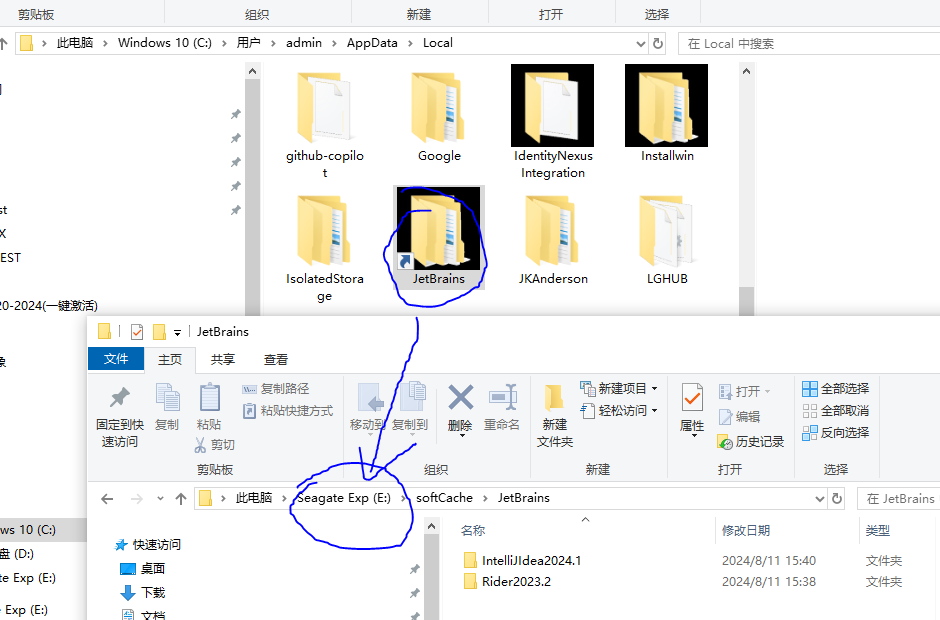 剪贴板 组织 新建 打开 选择
此电脑 › Windows 10 (C:) › 用户 › admin › AppData › Local
在 Local 中搜索
github-copilot
Google
IdentityNexusIntegration
Installwin
st
X
EST
IsolatedStorage
JetBrains
JKAnderson
LGHUB
20-2024(一键激活)
象
JetBrains
文件 主页 共享 查看
固定到快速访问
复制
粘贴
复制路径
粘贴快捷方式
剪切
移动到
复制到
删除
重命名
新建文件夹
新建项目
轻松访问
属性
打开
编辑
历史记录
全部选择
全部取消
反向选择
剪贴板 组织 新建 打开 选择
此电脑 › Seagate Exp (E:) › softCache › JetBrains
在 JetBrains
名称 修改日期 类型
ws 10 (C:)
盘 (D:)
te Exp (E:)
Exp (E:)
快速访问
桌面
下载
文档
IntelliJIdea2024.1 2024/8/11 15:40 文件夹
Rider2023.2 2024/8/11 15:38 文件夹